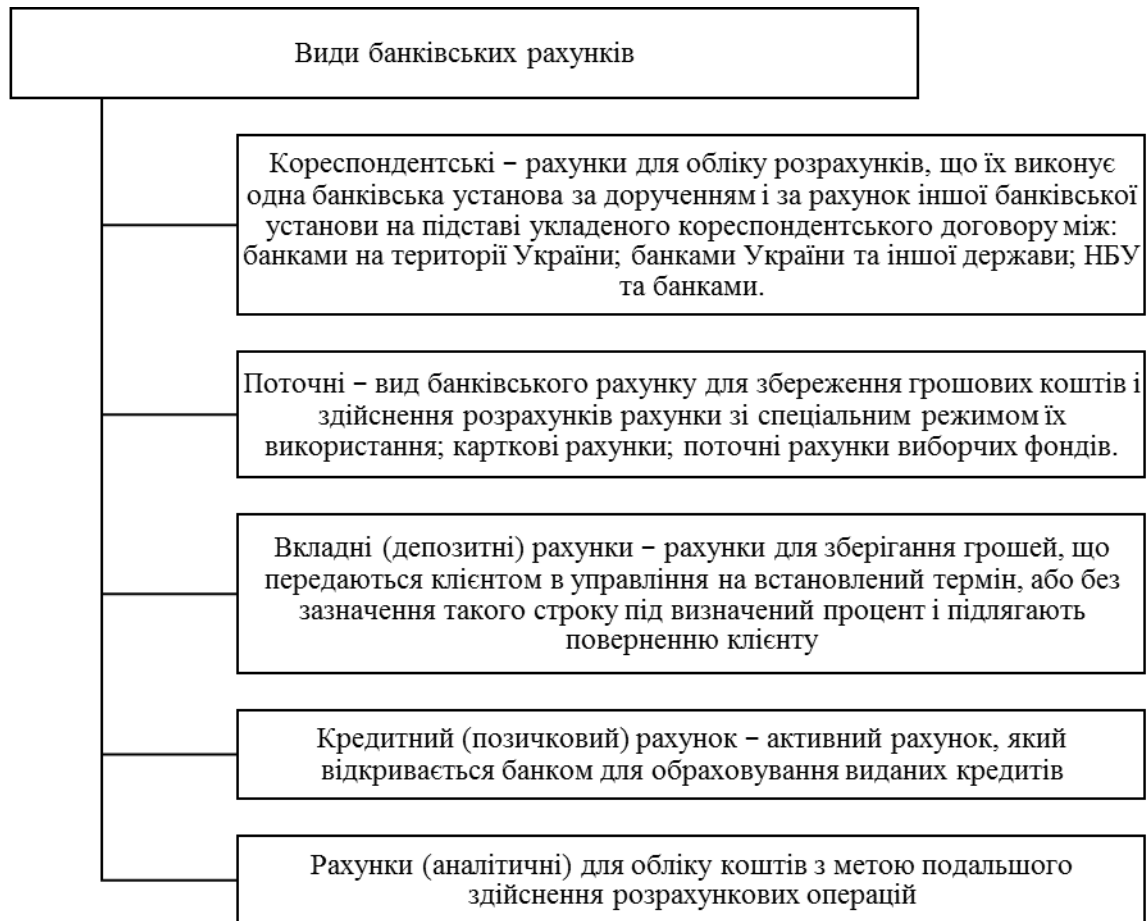 Види банківських рахунків
Кореспондентські – рахунки для обліку розрахунків, що їх виконує
одна банківська установа за дорученням і за рахунок іншої банківської
установи на підставі укладеного кореспондентського договору між:
банками на території України; банками України та іншої держави; НБУ
та банками.
Поточні – вид банківського рахунку для збереження грошових коштів і
здійснення розрахунків рахунки зі спеціальним режимом їх
використання; карткові рахунки; поточні рахунки виборчих фондів.
Вкладні (депозитні) рахунки – рахунки для зберігання грошей, що
передаються клієнтом в управління на встановлений термін, або без
зазначення такого строку під визначений процент і підлягають
поверненню клієнту
Кредитний (позичковий) рахунок – активний рахунок, який
відкривається банком для обраховування виданих кредитів
Рахунки (аналітичні) для обліку коштів з метою подальшого
здійснення розрахункових операцій